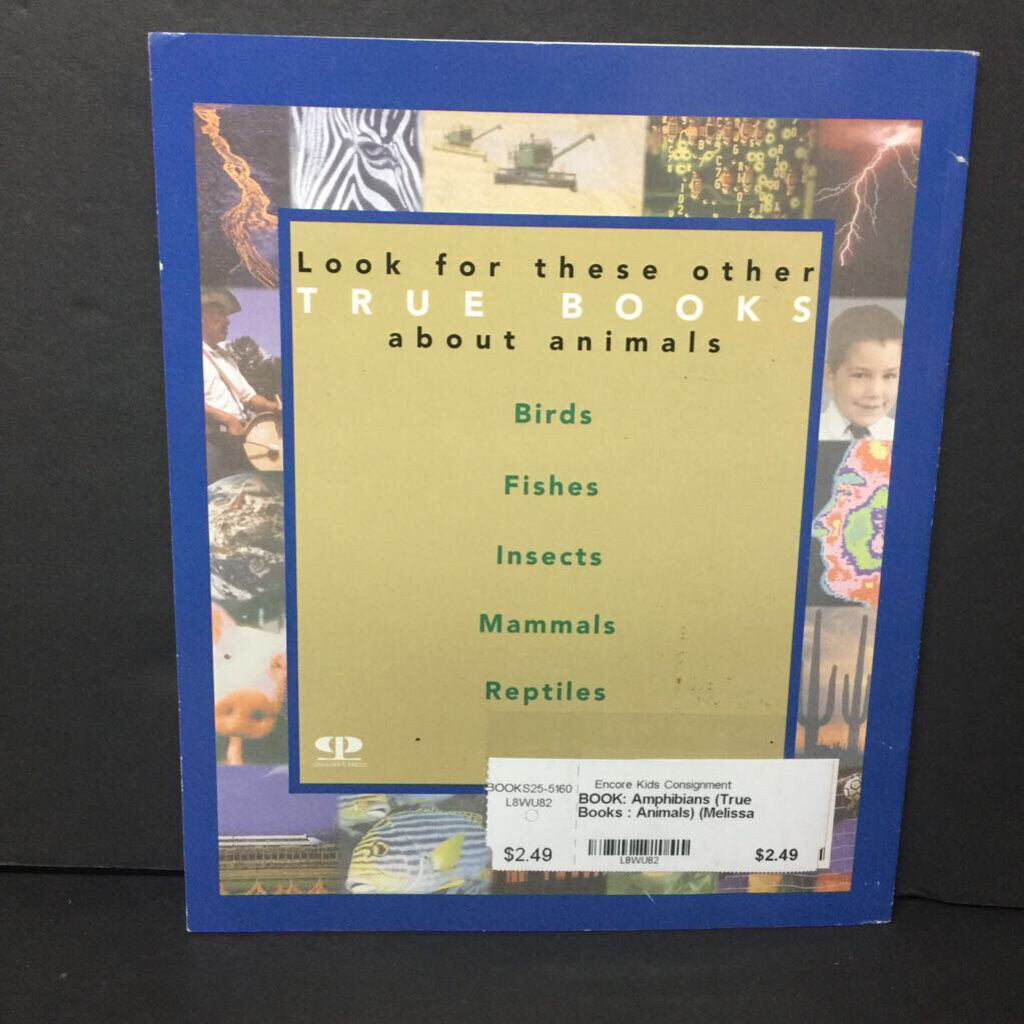 Look for these other
TRUE BOOKS
about animals
Birds
Fishes
Insects
Mammals
Reptiles
BOOKS25-5160
L8WU82
$2.49
Encore Kids Consignment
BOOK: Amphibians (True
Books : Animals) (Melissa
L8WU82
$2.49